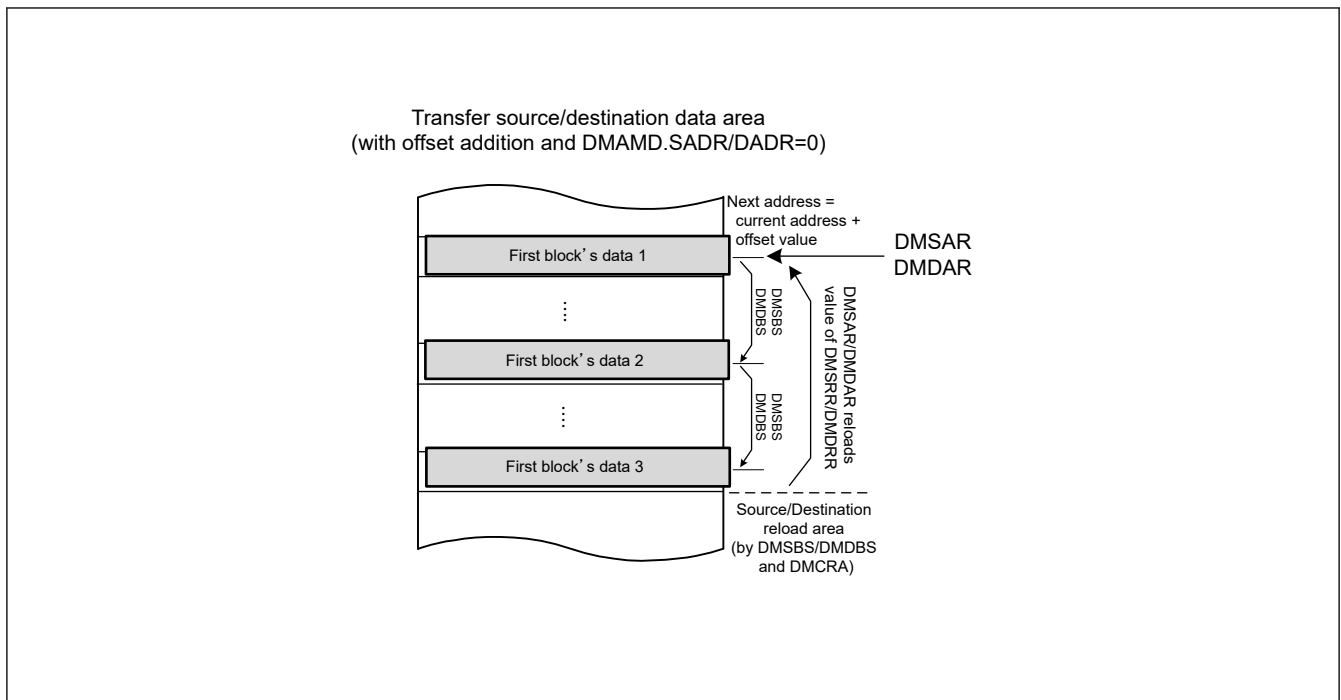 Transfer source/destination data area
(with offset addition and DMAMD.SADR/DADR=0)
Next address =
current address +
offset value
DMSAR
DMDAR
First block’s data 1
DMSBS
DMDBS
DMSAR/DMDAR reloads
value of DMSRR/DMDRR
First block’s data 2
DMSBS
DMDBS
First block’s data 3
Source/Destination
reload area
(by DMSBS/DMDBS
and DMCRA)